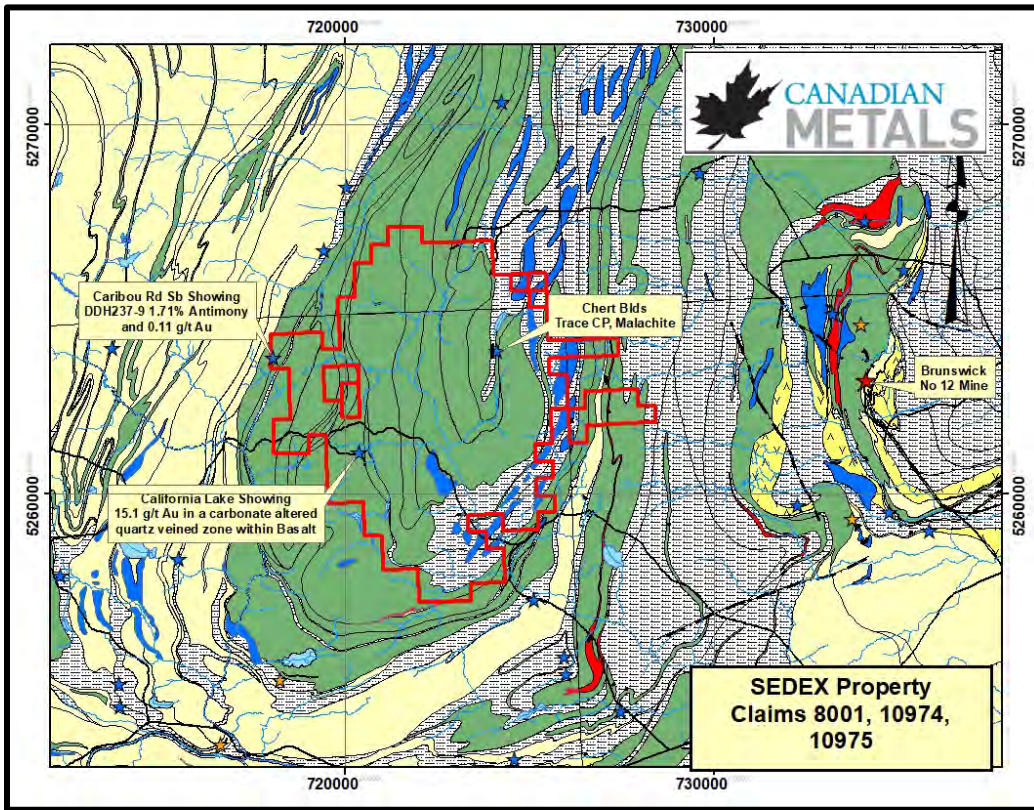 720000
730000
CANADIAN
METALS
5270000
5270000
Caribou Rd Sb Showing
DDH237-9 1.71% Antimony
and 0.11 g/t Au
Chert Blds
Trace CP, Malachite
Brunswick
No 12 Mine
California Lake Showing
15.1 g/t Au in a carbonate altered
quartz veined zone within Basalt
5260000
5260000
SEDEX Property
Claims 8001, 10974,
10975
720000
730000